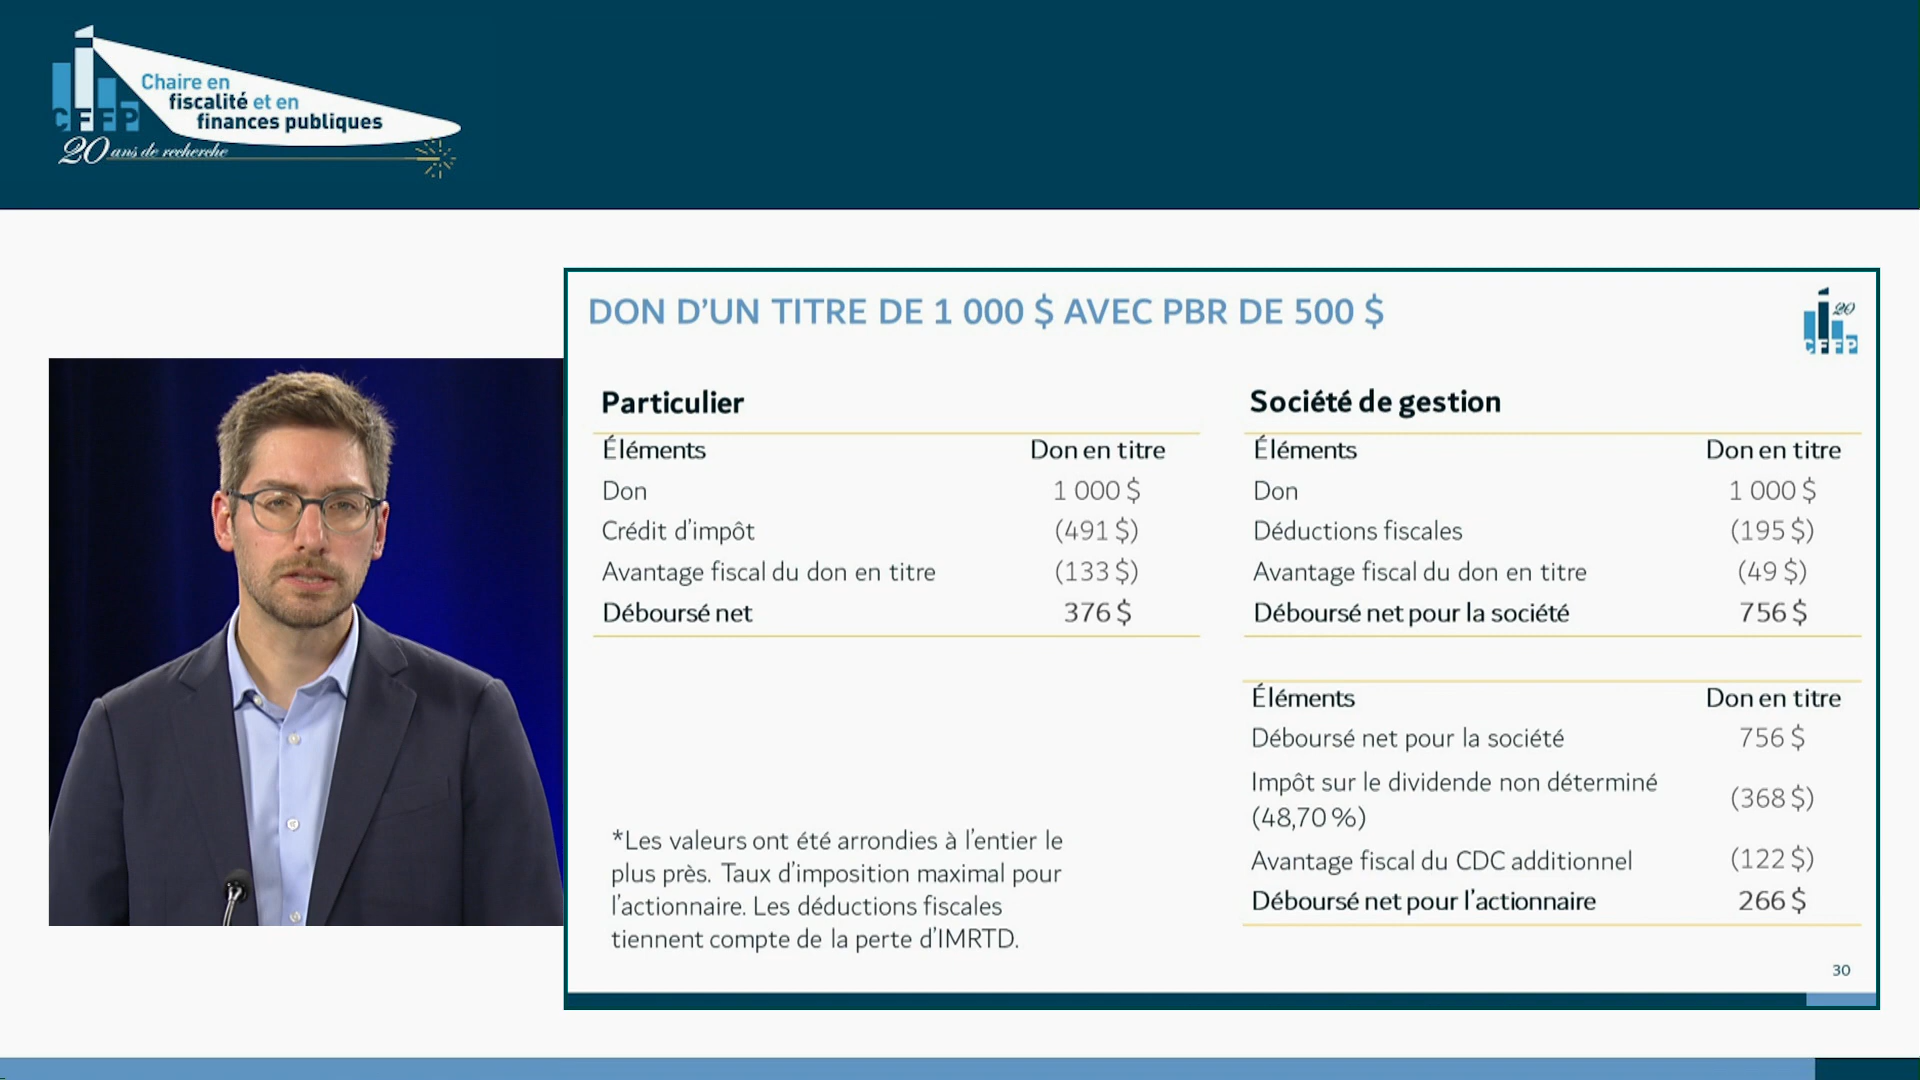 Chaire en
fiscalité et en
finances publiques
CFFP
20 ans de recherche
DON D'UN TITRE DE 1 000 $ AVEC PBR DE 500 $
20
CFFP
Particulier
Éléments Don en titre
Don 1 000 $
Crédit d'impôt (491 $)
Avantage fiscal du don en titre (133 $)
Déboursé net 376 $
*Les valeurs ont été arrondies à l'entier le
plus près. Taux d'imposition maximal pour
l'actionnaire. Les déductions fiscales
tiennent compte de la perte d'IMRTD.
Société de gestion
Éléments Don en titre
Don 1 000 $
Déductions fiscales (195 $)
Avantage fiscal du don en titre (49 $)
Déboursé net pour la société 756 $
Éléments Don en titre
Déboursé net pour la société 756 $
Impôt sur le dividende non déterminé
(48,70 %) (368 $)
Avantage fiscal du CDC additionnel (122 $)
Déboursé net pour l'actionnaire 266 $
30